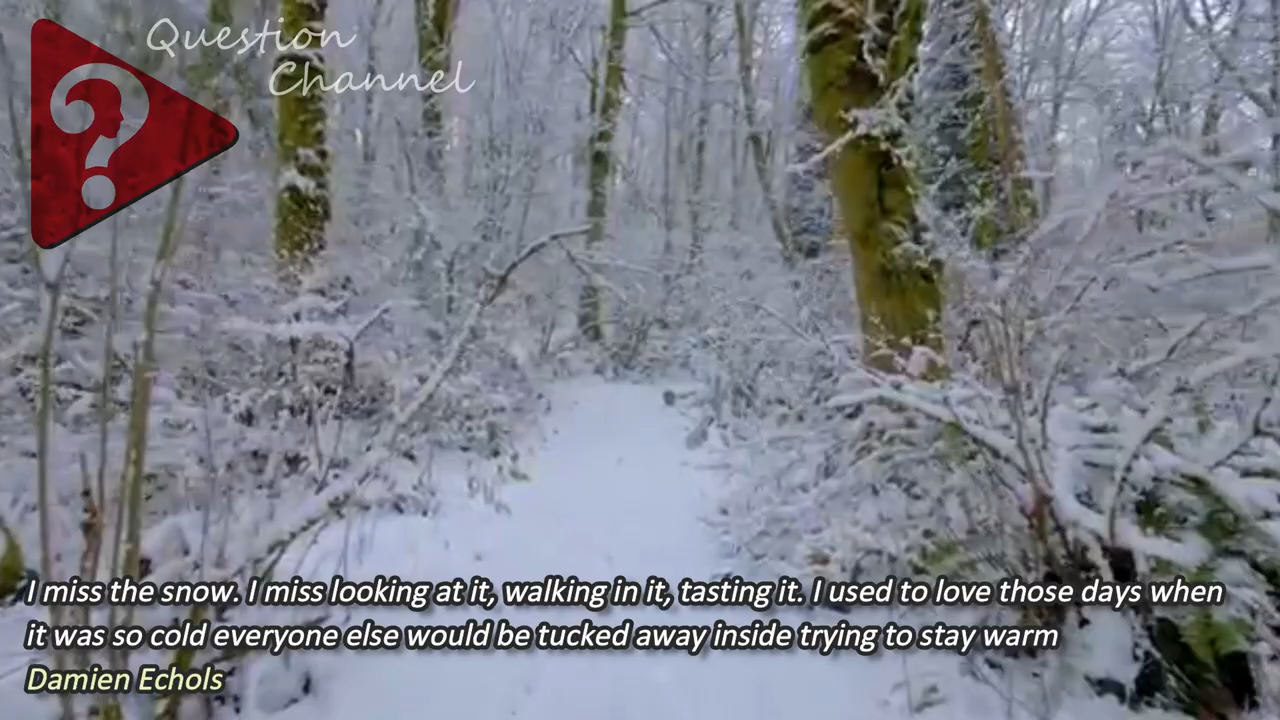 Question
Channel
I miss the snow. I miss looking at it, walking in it, tasting it. I used to love those days when
it was so cold everyone else would be tucked away inside trying to stay warm
Damien Echols